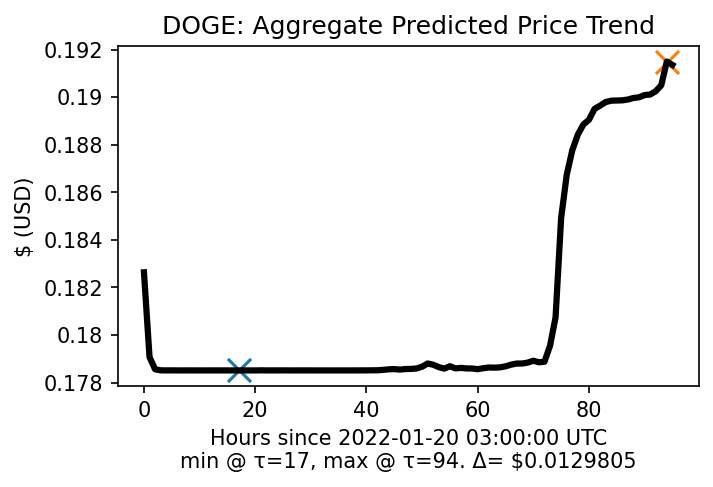 DOGE: Aggregate Predicted Price Trend
0.192
0.19
0.188
0.186
0.184
0.182
0.18
0.178
$ (USD)
0 20 40 60 80
Hours since 2022-01-20 03:00:00 UTC
min @ τ=17, max @ τ=94. Δ= $0.0129805